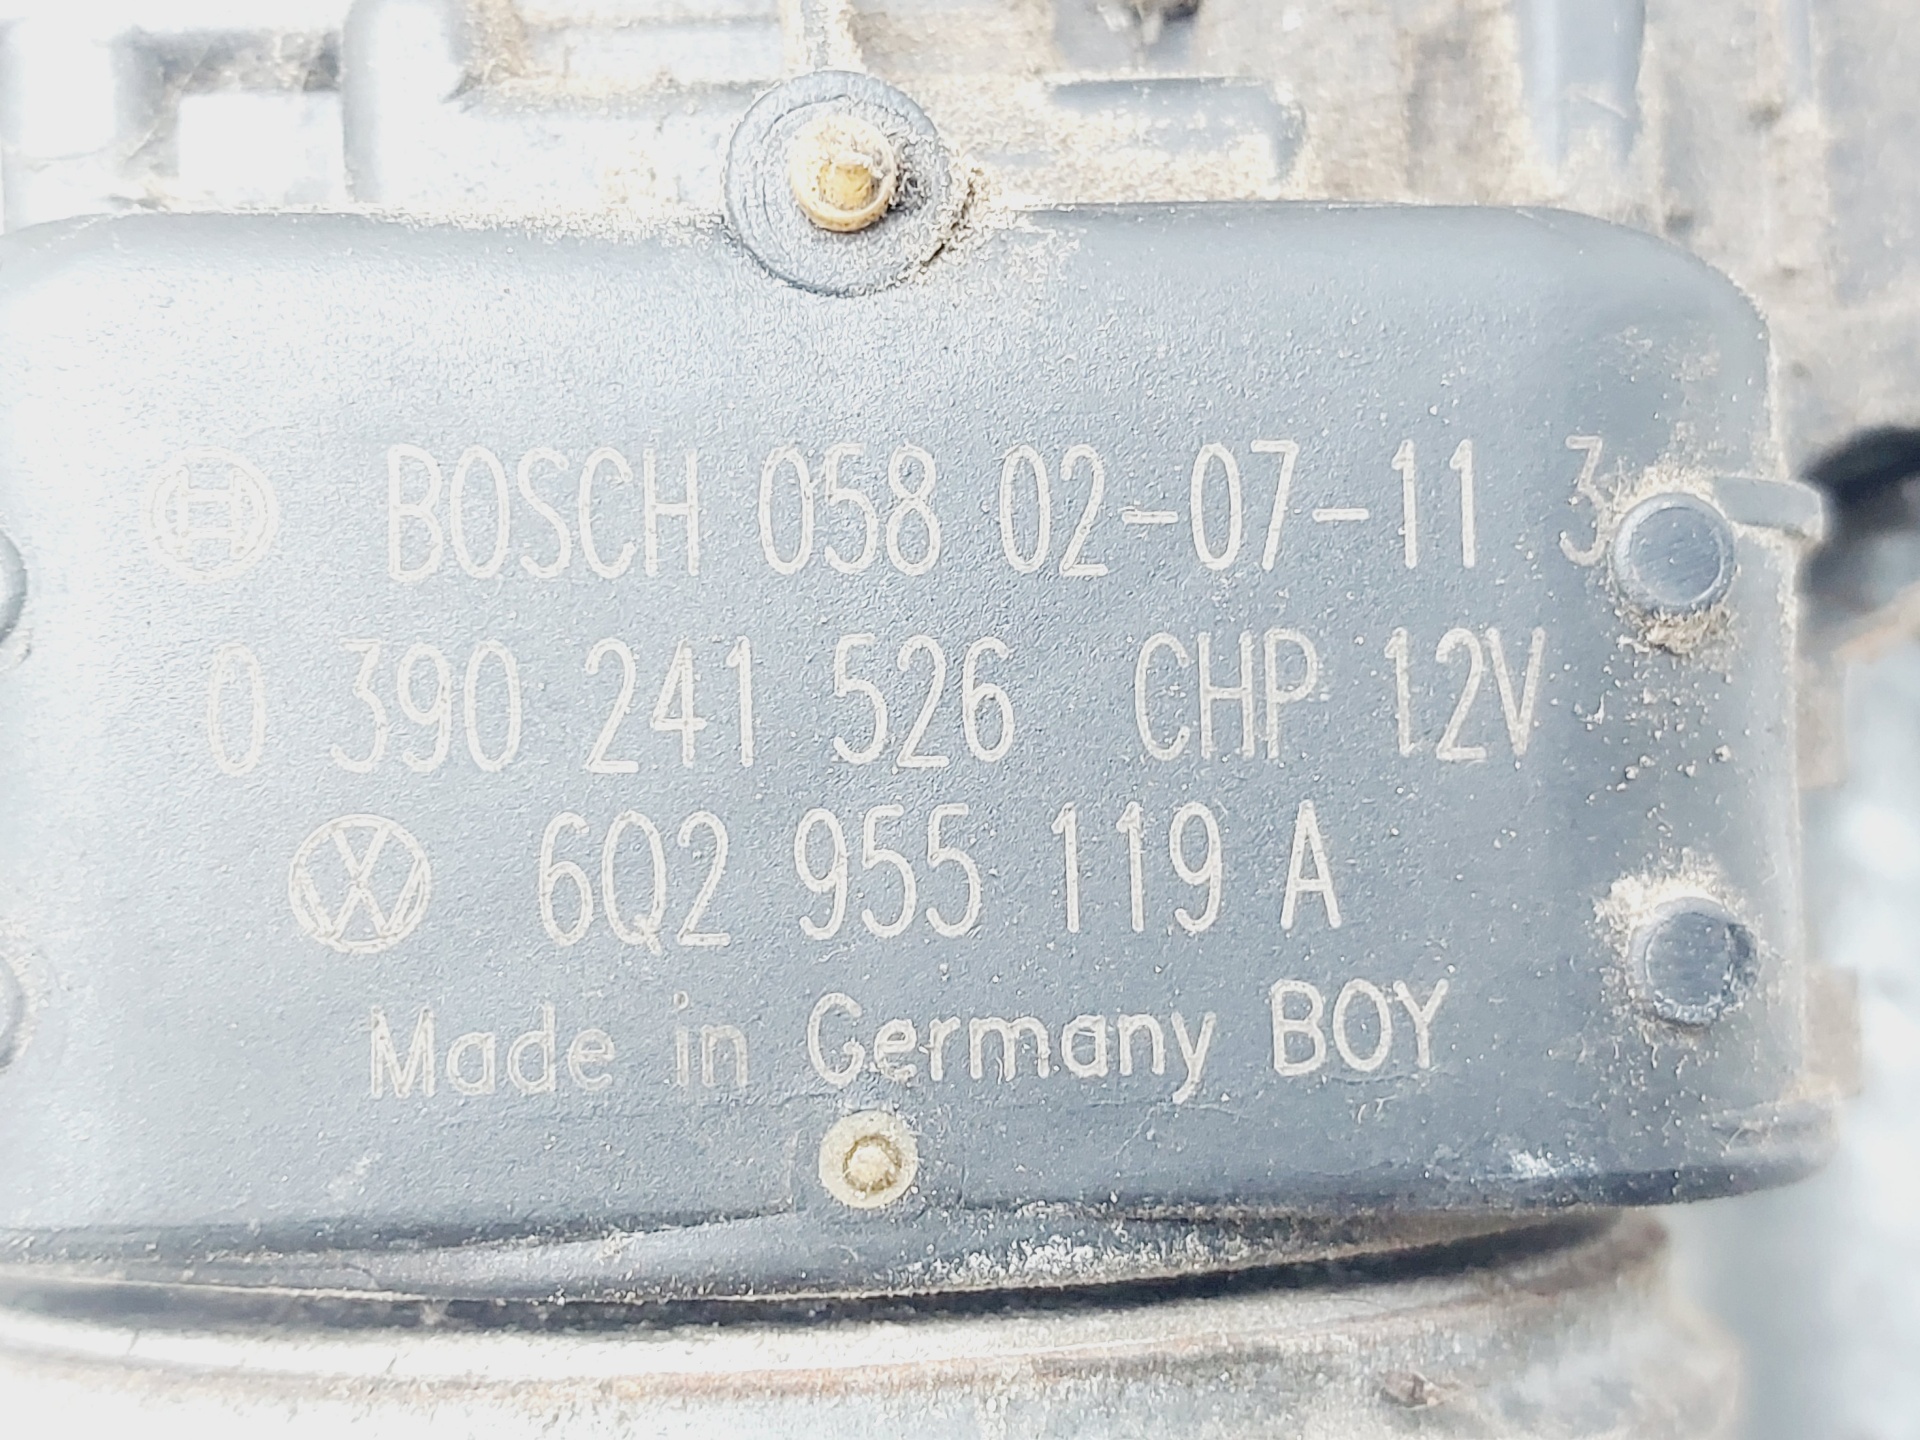 BOSCH 058 02-07-11 3
0 390 241 526 CHP 12V
6Q2 955 119 A
Made in Germany BOY